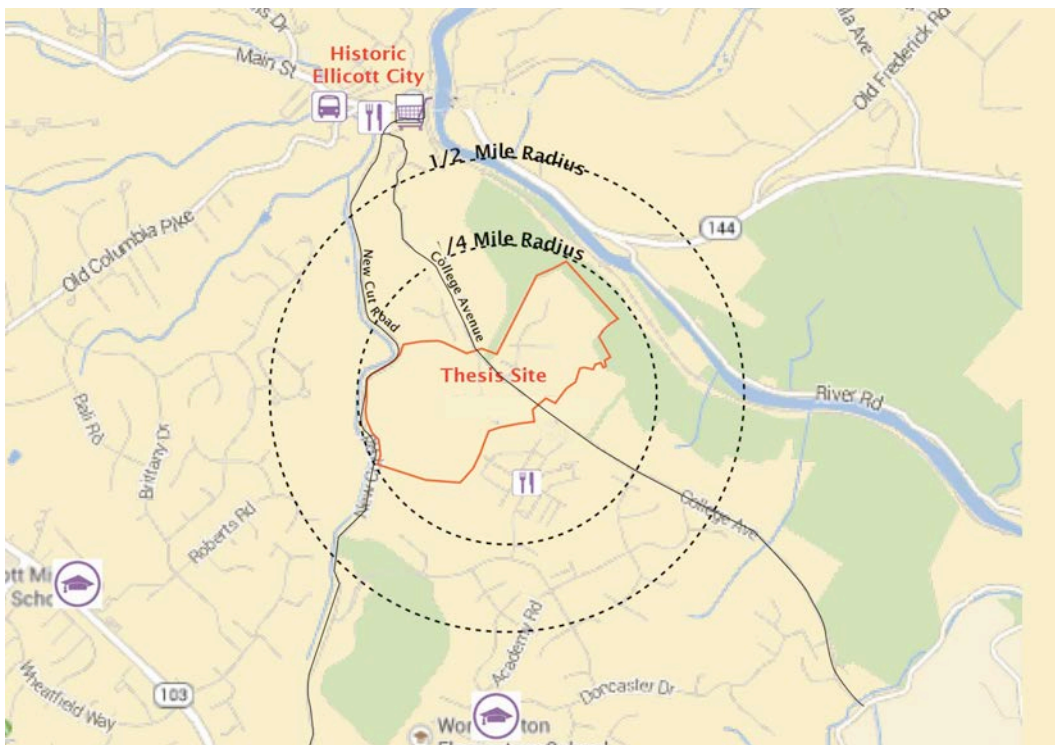 Main St
Historic
Ellicott City
Old Frederick Rd
1/2 Mile Radius
144
/4 Mile Radius
Old Columbia Pike
New Cut Road
College Avenue
Thesis Site
River Rd
Bali Rd
Brittany Dr
Roberts Rd
College Ave
Academy Rd
Dorcaster Dr
103
Wheatfield Way